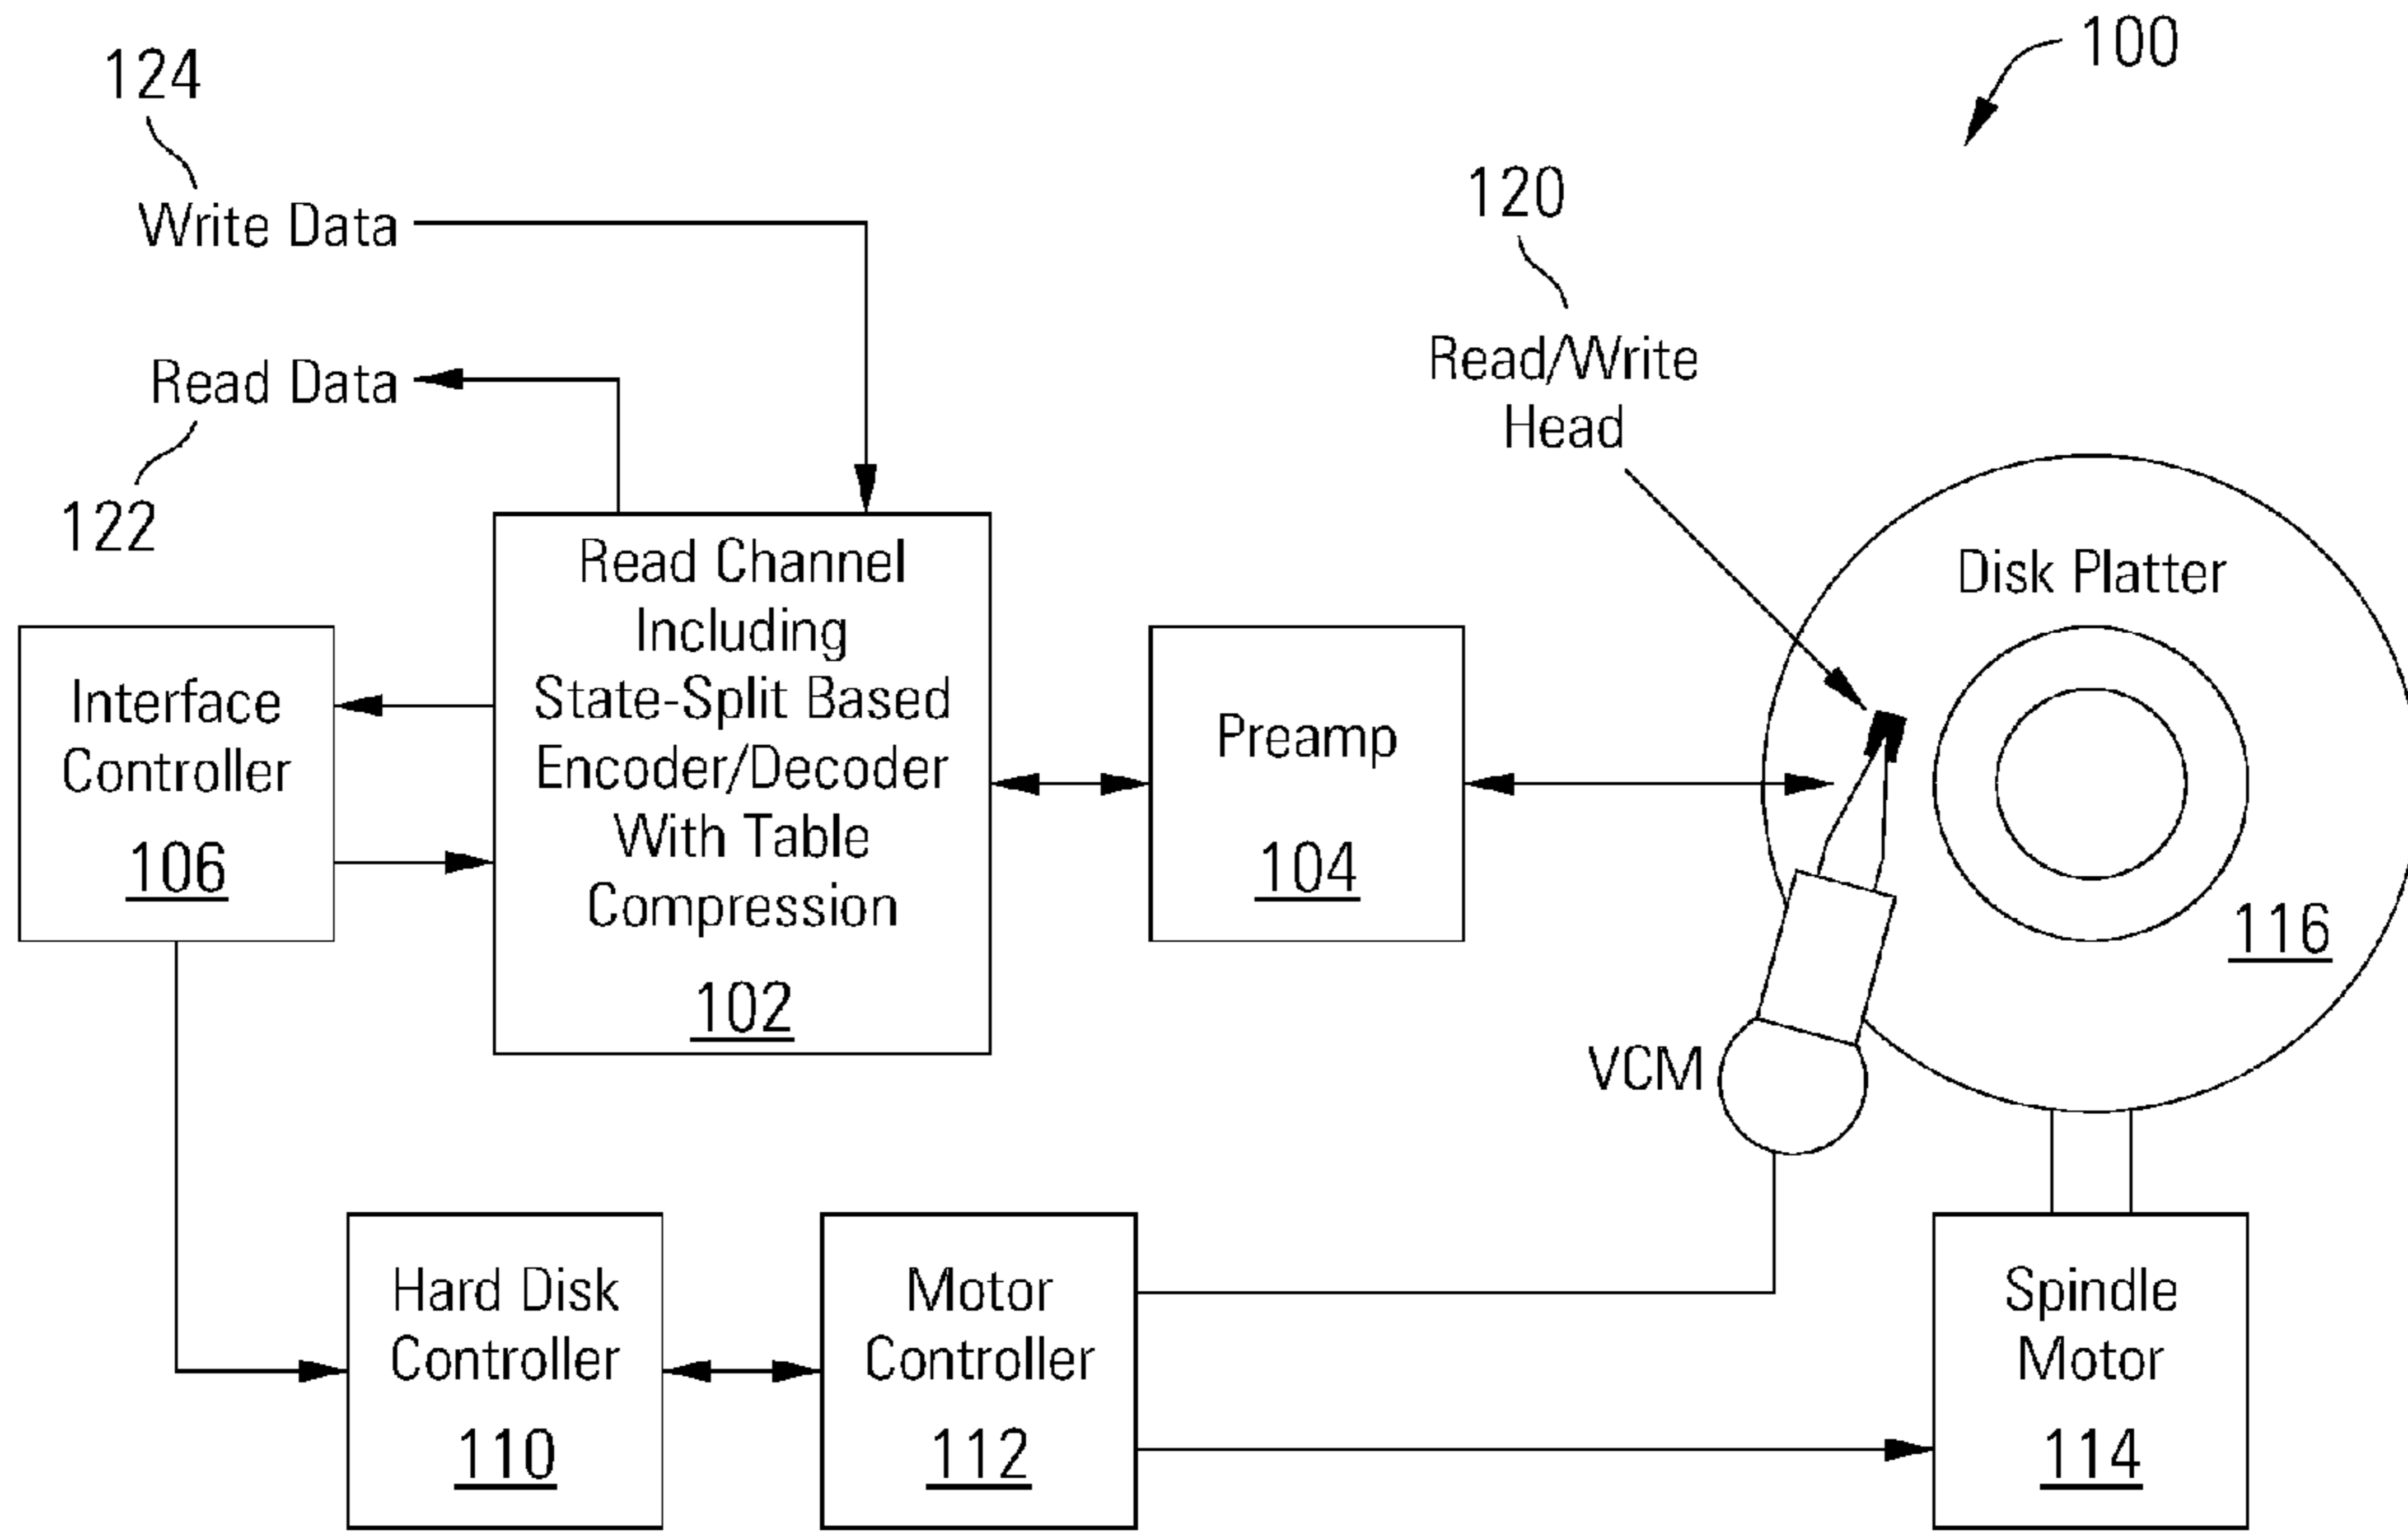 100
124
Write Data
120
Read/Write
Head
Read Data
122
Disk Platter
116
Read Channel
Including
State-Split Based
Encoder/Decoder
With Table
Compression
102
Interface
Controller
106
Preamp
104
VCM
Hard Disk
Controller
110
Motor
Controller
112
Spindle
Motor
114